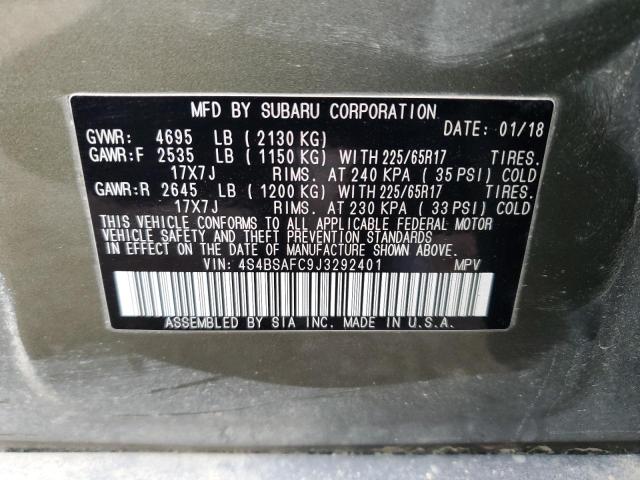 MFD BY SUBARU CORPORATION
DATE: 01/18
GVWR: 4695 LB (2130 KG)
GAWR:F 2535 LB (1150 KG) WITH 225/65R17 TIRES.
17X7J RIMS. AT 240 KPA ( 35 PSI) COLD
GAWR:R 2645 LB (1200 KG) WITH 225/65R17 TIRES.
17X7J RIMS. AT 230 KPA ( 33 PSI) COLD
THIS VEHICLE CONFORMS TO ALL APPLICABLE FEDERAL MOTOR
VEHICLE SAFETY AND THEFT PREVENTION STANDARDS
IN EFFECT ON THE DATE OF MANUFACTURE SHOWN ABOVE.
VIN: 4S4BSAFC9J3292401 MPV
ASSEMBLED BY SIA INC. MADE IN U.S.A.